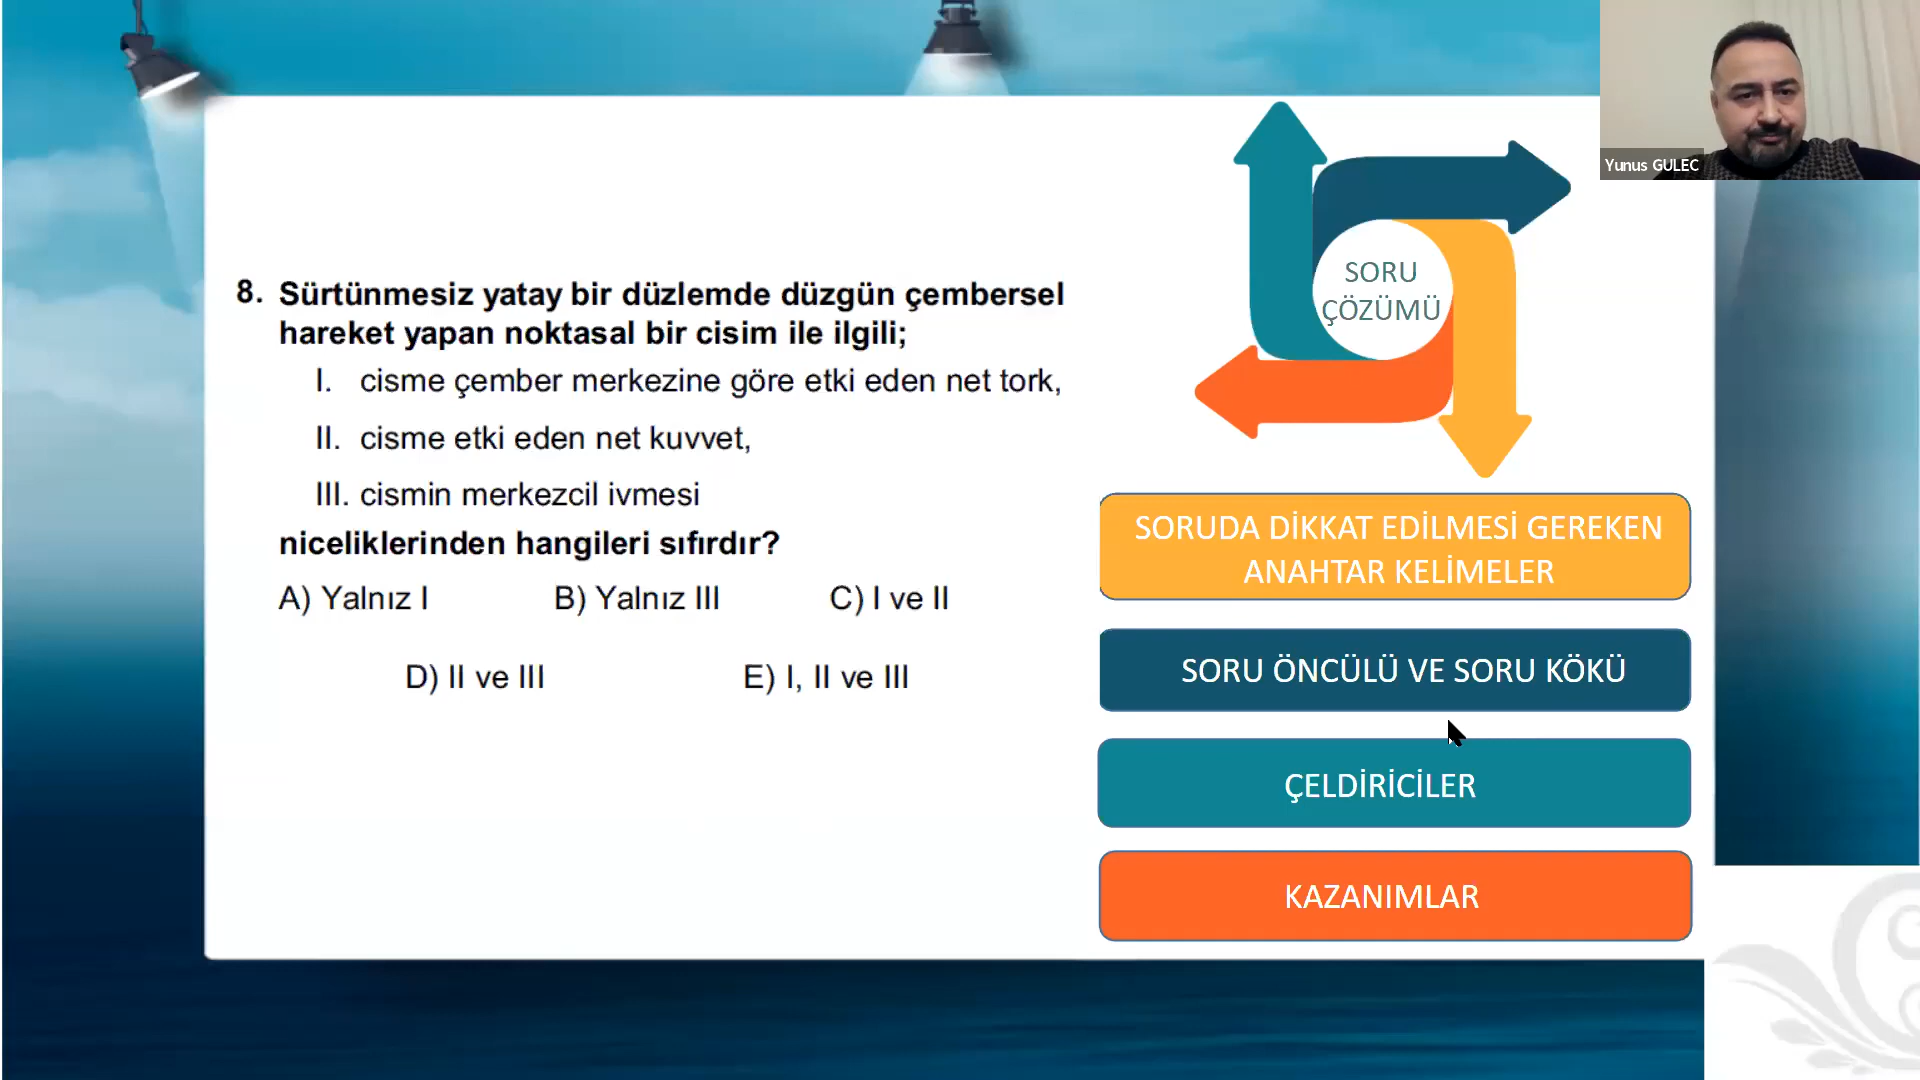 Yunus GULEC
8. Sürtünmesiz yatay bir düzlemde düzgün çembersel
hareket yapan noktasal bir cisim ile ilgili;
I. cisme çember merkezine göre etki eden net tork,
II. cisme etki eden net kuvvet,
III. cismin merkezcil ivmesi
niceliklerinden hangileri sıfırdır?
A) Yalnız I B) Yalnız III C) I ve II
D) II ve III E) I, II ve III
SORU
ÇÖZÜMÜ
SORUDA DİKKAT EDİLMESİ GEREKEN
ANAHTAR KELİMELER
SORU ÖNCÜLÜ VE SORU KÖKÜ
ÇELDİRİCİLER
KAZANIMLAR